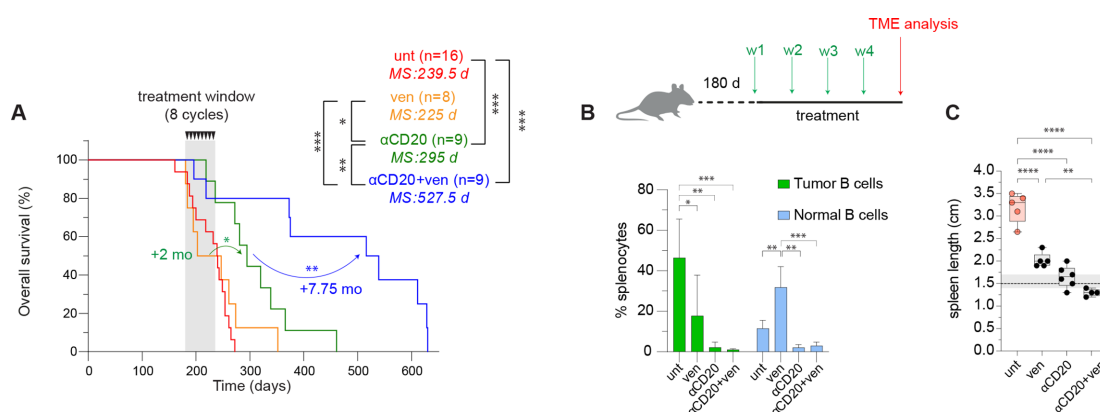 A
treatment window
(8 cycles)
unt (n=16)
MS:239.5 d
ven (n=8)
MS:225 d
αCD20 (n=9)
MS:295 d
αCD20+ven (n=9)
MS:527.5 d
***
*
**
***
***
Overall survival (%)
100
80
60
40
20
0
+2 mo
*
**
+7.75 mo
0
200
400
600
Time (days)
B
180 d
w1
w2
w3
w4
TME analysis
treatment
% splenocytes
80
60
40
20
0
***
**
*
***
**
**
Tumor B cells
Normal B cells
unt
ven
αCD20
αCD20+ven
unt
ven
αCD20
αCD20+ven
C
****
****
****
**
spleen length (cm)
4.5
3.5
3.0
2.5
2.0
1.5
1.0
0.5
0.0
unt
ven
αCD20
αCD20+ven